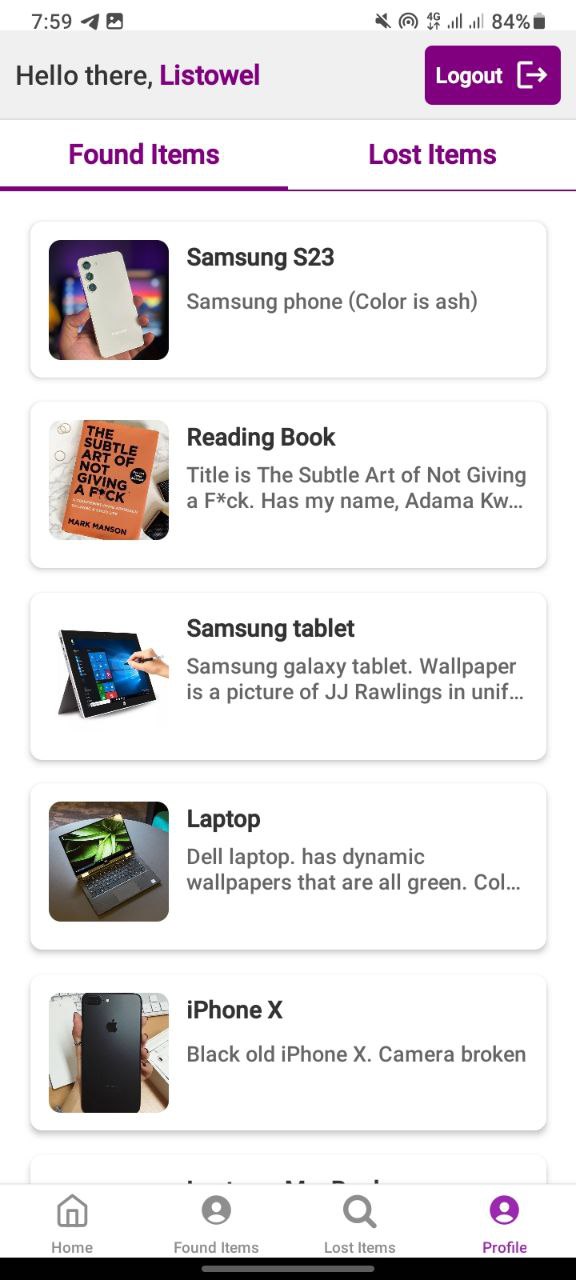 7:59
4G
84%
Hello there, Listowel
Logout
Found Items
Lost Items
Samsung S23
Samsung phone (Color is ash)
THE
SUBTLE
ART OF
NOT
GIVING
A F*CK
MARK MANSON
Reading Book
Title is The Subtle Art of Not Giving
a F*ck. Has my name, Adama Kw...
Samsung tablet
Samsung galaxy tablet. Wallpaper
is a picture of JJ Rawlings in unif...
Laptop
Dell laptop. has dynamic
wallpapers that are all green. Col...
iPhone X
Black old iPhone X. Camera broken
Home
Found Items
Lost Items
Profile